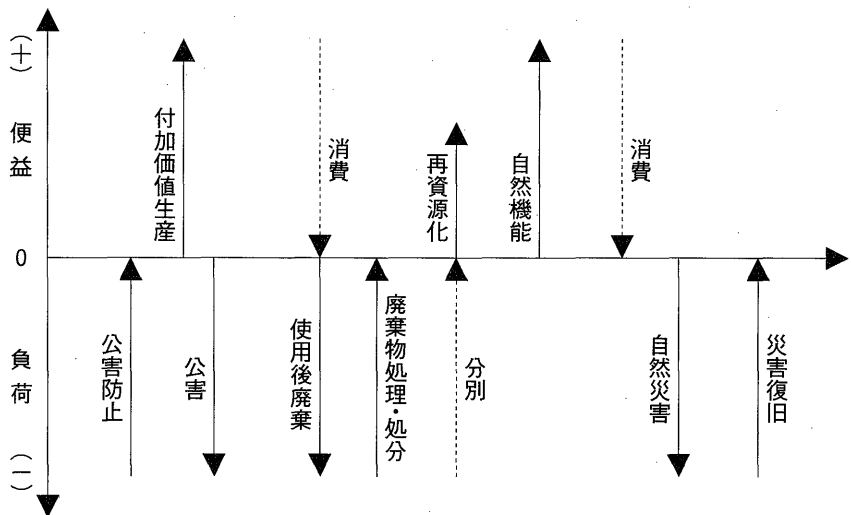 （＋）
便益
0
負荷
（－）
公害防止
付加価値生産
公害
消費
使用後廃棄
廃棄物処理・処分
再資源化
分別
自然機能
消費
自然災害
災害復旧